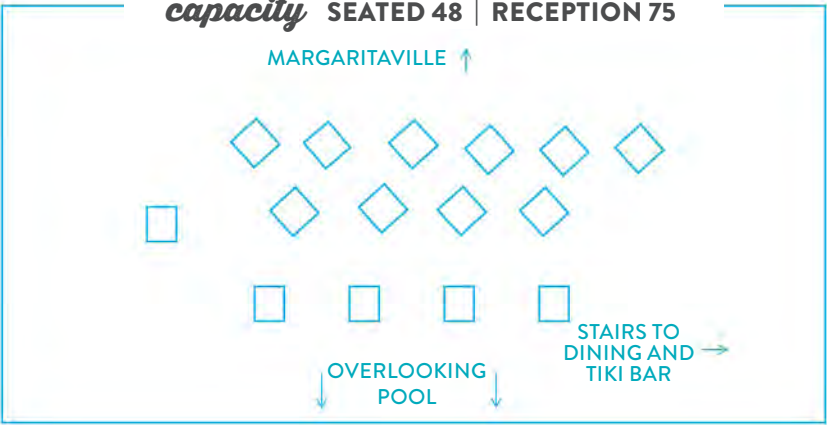 capacity SEATED 48 | RECEPTION 75
MARGARITAVILLE
STAIRS TO
DINING AND
TIKI BAR
OVERLOOKING
POOL